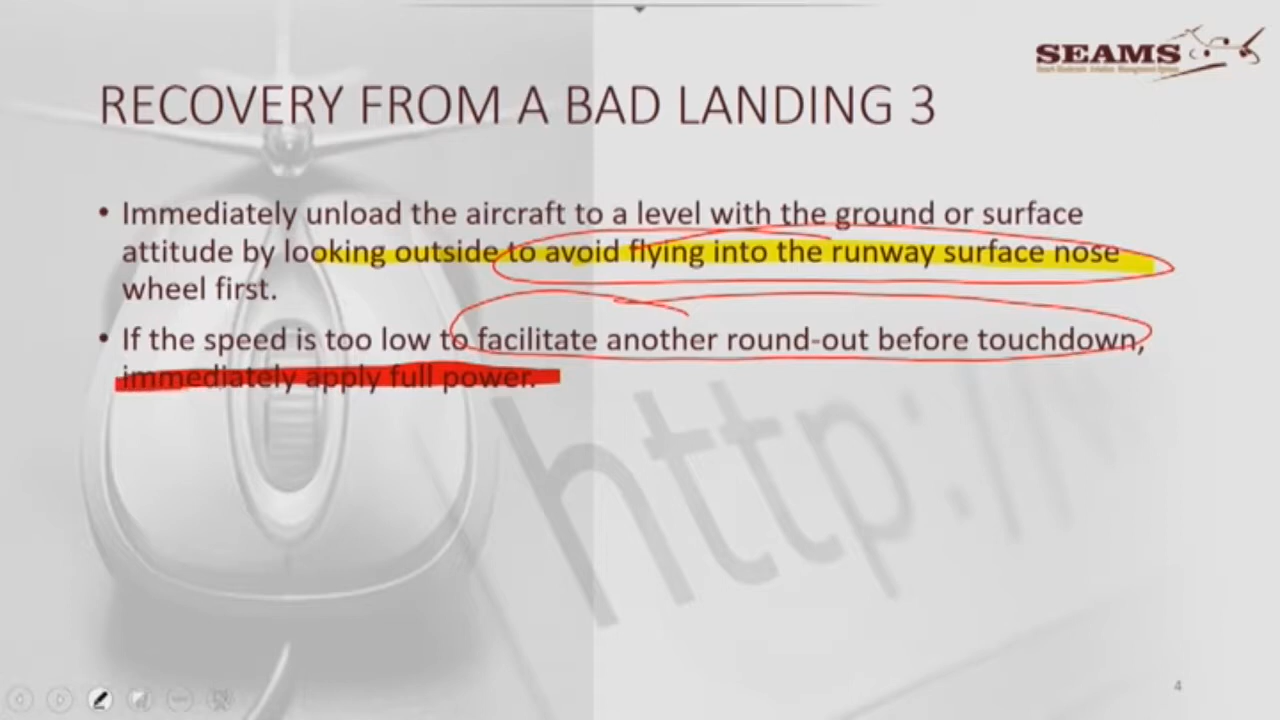 SEAMS
RECOVERY FROM A BAD LANDING 3
• Immediately unload the aircraft to a level with the ground or surface
attitude by looking outside to avoid flying into the runway surface nose
wheel first.
• If the speed is too low to facilitate another round-out before touchdown,
immediately apply full power.
http://
4